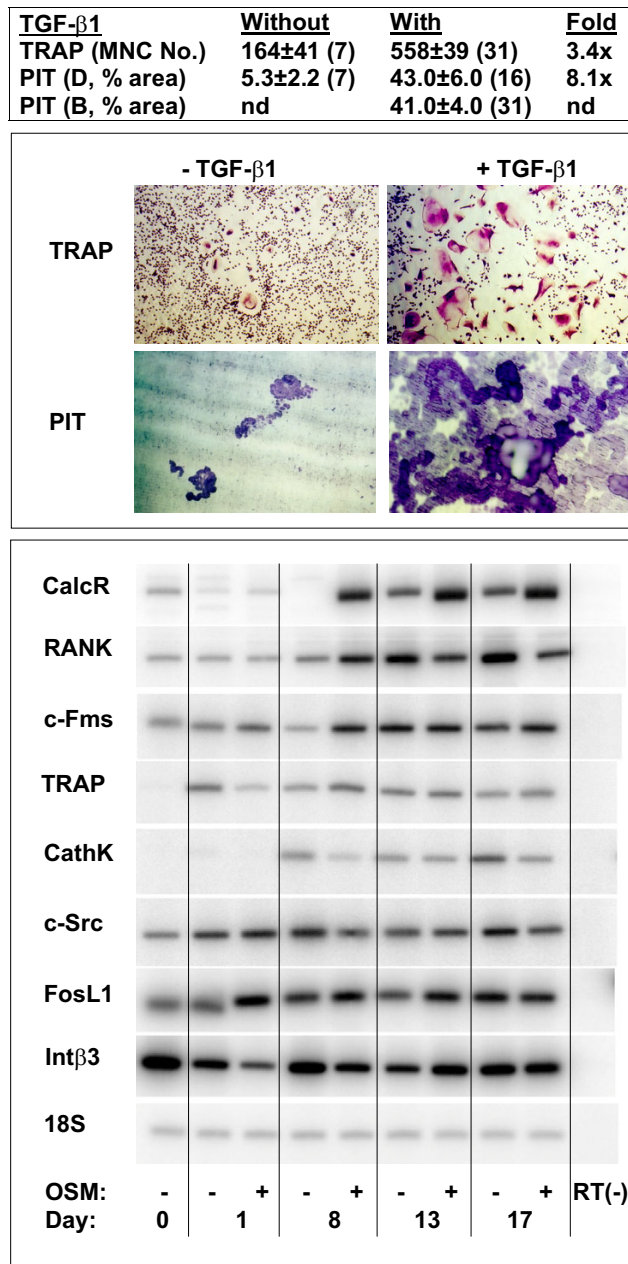 TGF-β1 Without With Fold
TRAP (MNC No.) 164±41 (7) 558±39 (31) 3.4x
PIT (D, % area) 5.3±2.2 (7) 43.0±6.0 (16) 8.1x
PIT (B, % area) nd 41.0±4.0 (31) nd
- TGF-β1 + TGF-β1
TRAP
PIT
CalcR
RANK
c-Fms
TRAP
CathK
c-Src
FosL1
Intβ3
18S
OSM: - - + - + - + - + RT(-)
Day: 0 1 8 13 17